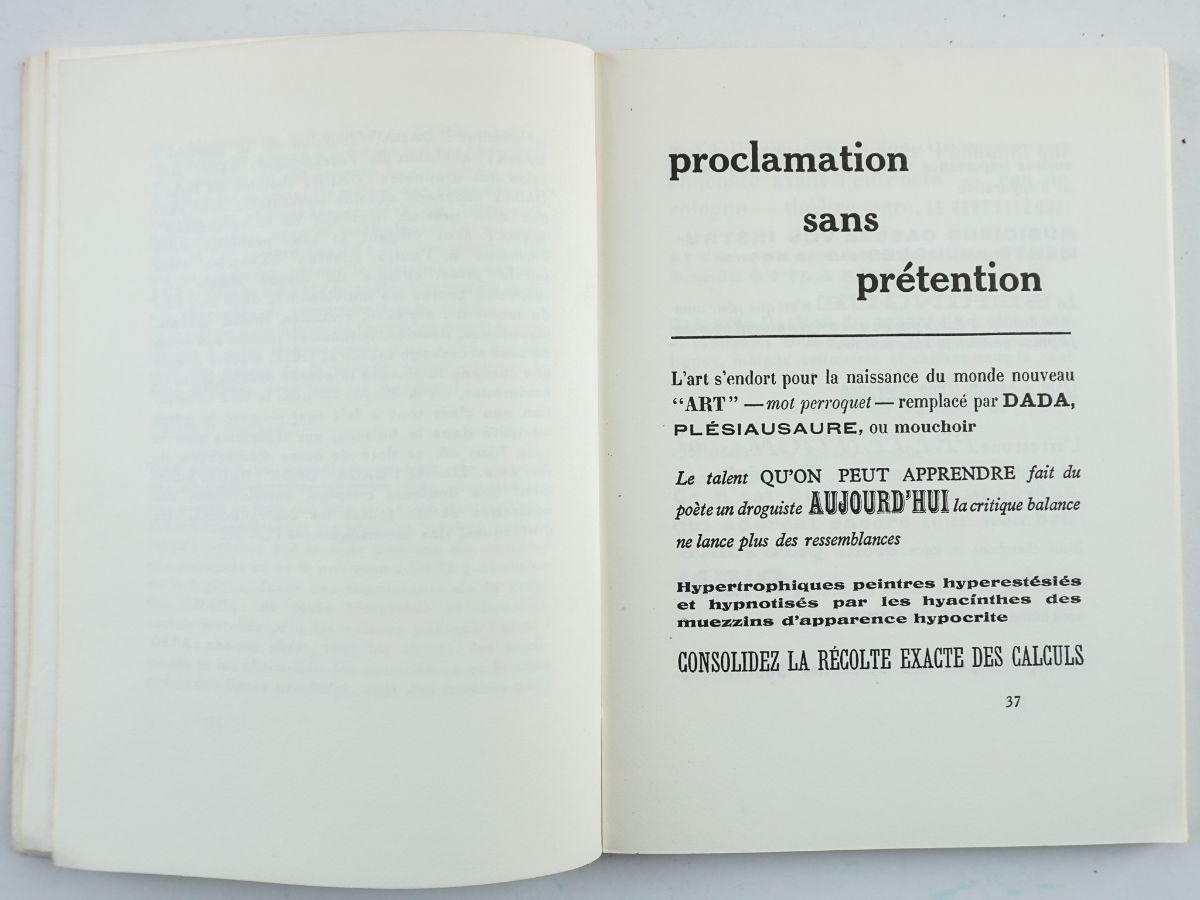 proclamation
sans
prétention
L'art s'endort pour la naissance du monde nouveau
“ART” — mot perroquet — remplacé par DADA,
PLÉSIAUSAURE, ou mouchoir
Le talent QU'ON PEUT APPRENDRE fait du
poète un droguiste AUJOURD'HUI la critique balance
ne lance plus des ressemblances
Hypertrophiques peintres hyperestésiés
et hypnotisés par les hyacinthes des
muezzins d'apparence hypocrite
CONSOLIDEZ LA RÉCOLTE EXACTE DES CALCULS
37